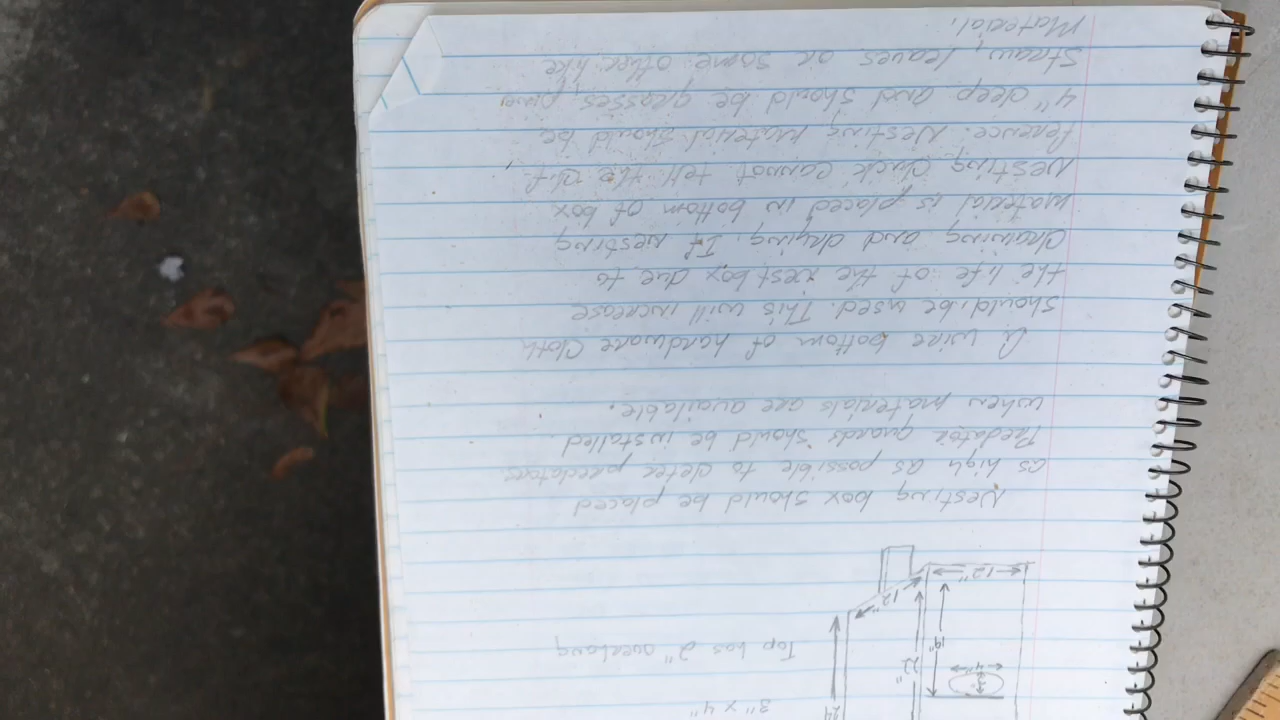 3" x 4"
24
Top has 2" overhang
4"
3"
22"
19"
12"
12"
Nesting box should be placed
as high as possible to deter predators.
Predator guards should be installed
when materials are available.
A wire bottom of hardware cloth
should be used. This will increase
the life of the nest box due to
draining and drying. If nesting
material is placed in bottom of box
nesting duck cannot tell the dif-
ference. Nesting material should be
4" deep and should be grasses, pine
straw, leaves or some other like
material.